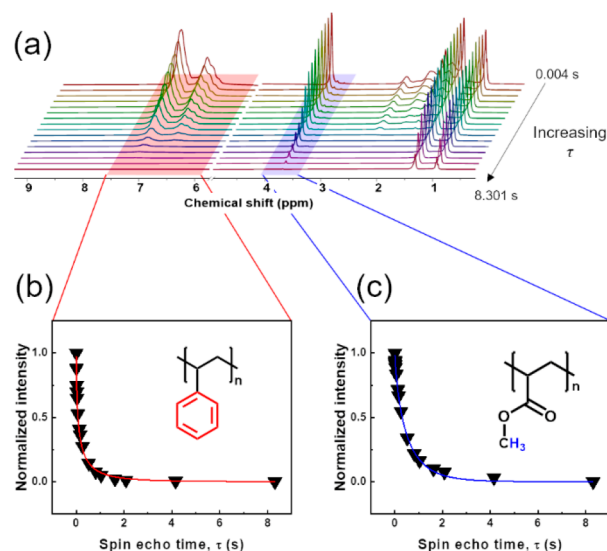 (a)
0.004 s
Increasing
τ
8.301 s
9 8 7 6 5 4 3 2 1
Chemical shift (ppm)
(b)
(c)
Normalized intensity
1.0
0.5
0.0
n
0 2 4 6 8
Spin echo time, τ (s)
Normalized intensity
1.0
0.5
0.0
n
O
O
CH3
0 2 4 6 8
Spin echo time, τ (s)